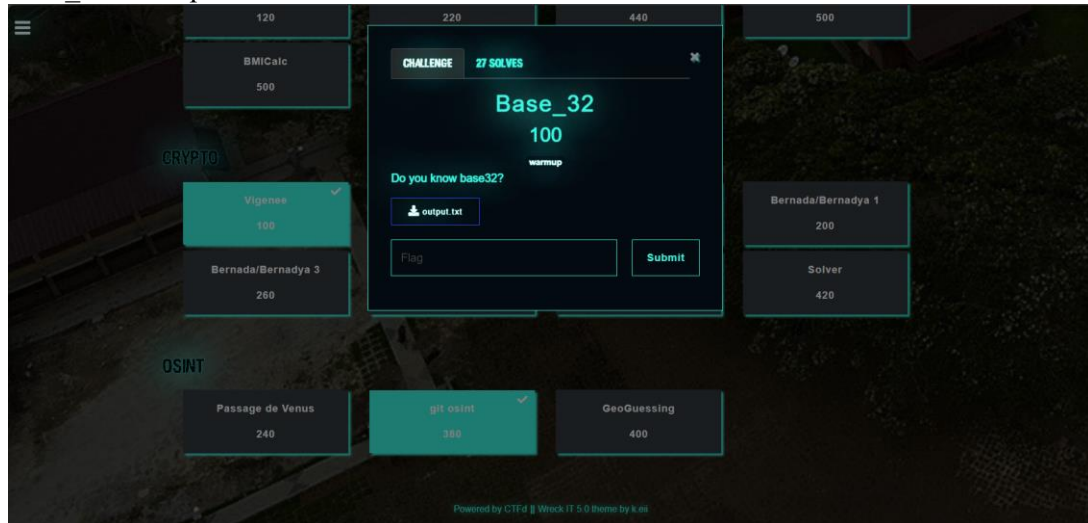 120 220 440 500
BMICalc
500
CHALLENGE 27 SOLVES
Base_32
100
warmup
Do you know base32?
output.txt
Flag Submit
CRYPTO
Vigenee
100
Bernada/Bernadya 1
200
Bernada/Bernadya 3
260
Solver
420
OSINT
Passage de Venus
240
git osint
380
GeoGuessing
400
Powered by CTFd || Wreck IT 5.0 theme by k.eii